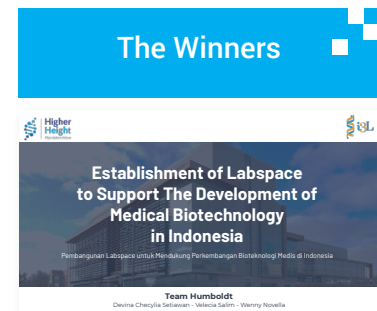 The Winners
Higher
Height
i3L
Establishment of Labspace
to Support The Development of
Medical Biotechnology
in Indonesia
Pembangunan Labspace untuk Mendukung Perkembangan Bioteknologi Medis di Indonesia
Team Humboldt
Devina Checylia Setiawan - Velecia Salim - Wenny Novella